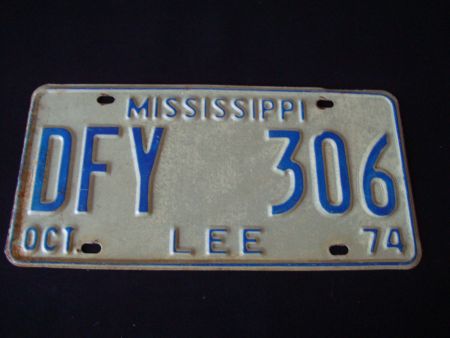 MISSISSIPPI
DFY 306
OCT. LEE 74